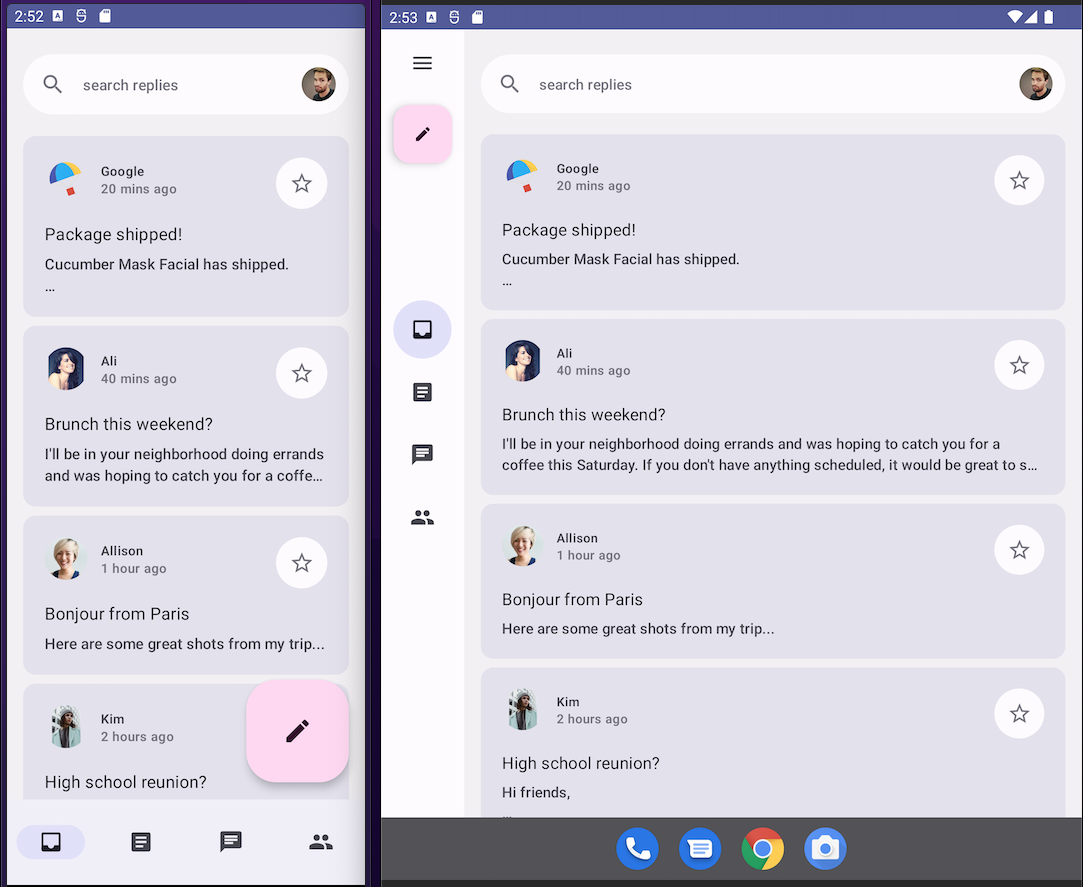 2:52
search replies
Google
20 mins ago
Package shipped!
Cucumber Mask Facial has shipped.
...
Ali
40 mins ago
Brunch this weekend?
I'll be in your neighborhood doing errands
and was hoping to catch you for a coffe...
Allison
1 hour ago
Bonjour from Paris
Here are some great shots from my trip...
Kim
2 hours ago
High school reunion?
2:53
search replies
Google
20 mins ago
Package shipped!
Cucumber Mask Facial has shipped.
...
Ali
40 mins ago
Brunch this weekend?
I'll be in your neighborhood doing errands and was hoping to catch you for a
coffee this Saturday. If you don't have anything scheduled, it would be great to s...
Allison
1 hour ago
Bonjour from Paris
Here are some great shots from my trip...
Kim
2 hours ago
High school reunion?
Hi friends,
...